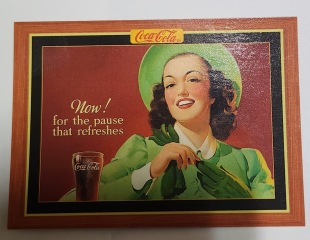 Coca-Cola
Now!
for the pause
that refreshes
Coca-Cola